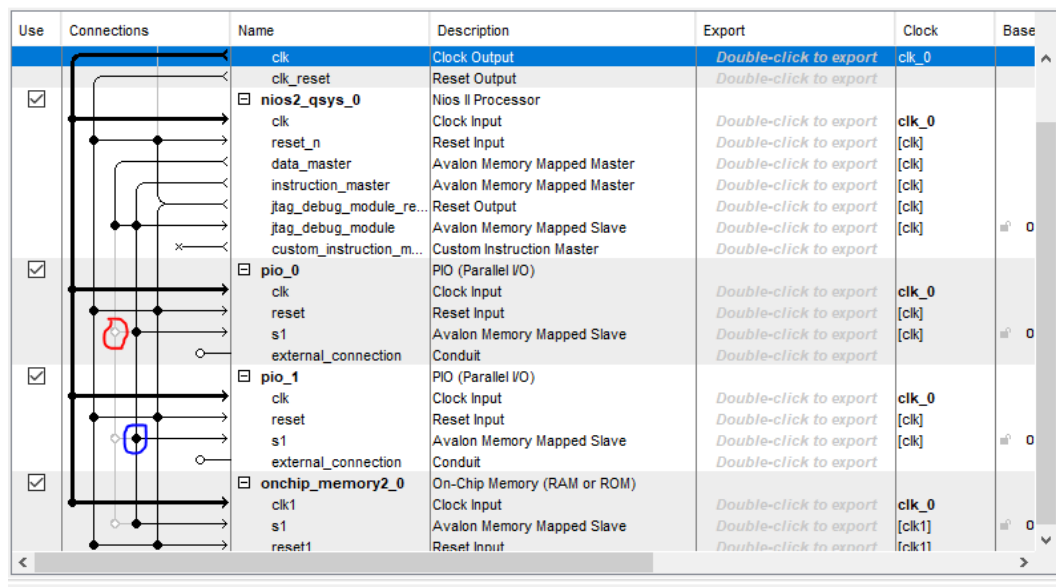 Use Connections Name Description Export Clock Base
clk Clock Output Double-click to export clk_0
clk_reset Reset Output Double-click to export
nios2_qsys_0 Nios II Processor
clk Clock Input Double-click to export clk_0
reset_n Reset Input Double-click to export [clk]
data_master Avalon Memory Mapped Master Double-click to export [clk]
instruction_master Avalon Memory Mapped Master Double-click to export [clk]
jtag_debug_module_re... Reset Output Double-click to export [clk]
jtag_debug_module Avalon Memory Mapped Slave Double-click to export [clk] 0
custom_instruction_m... Custom Instruction Master Double-click to export
pio_0 PIO (Parallel I/O)
clk Clock Input Double-click to export clk_0
reset Reset Input Double-click to export [clk]
s1 Avalon Memory Mapped Slave Double-click to export [clk] 0
external_connection Conduit Double-click to export
pio_1 PIO (Parallel I/O)
clk Clock Input Double-click to export clk_0
reset Reset Input Double-click to export [clk]
s1 Avalon Memory Mapped Slave Double-click to export [clk] 0
external_connection Conduit Double-click to export
onchip_memory2_0 On-Chip Memory (RAM or ROM)
clk1 Clock Input Double-click to export clk_0
s1 Avalon Memory Mapped Slave Double-click to export [clk1] 0
reset1 Reset Input Double-click to export [clk1]